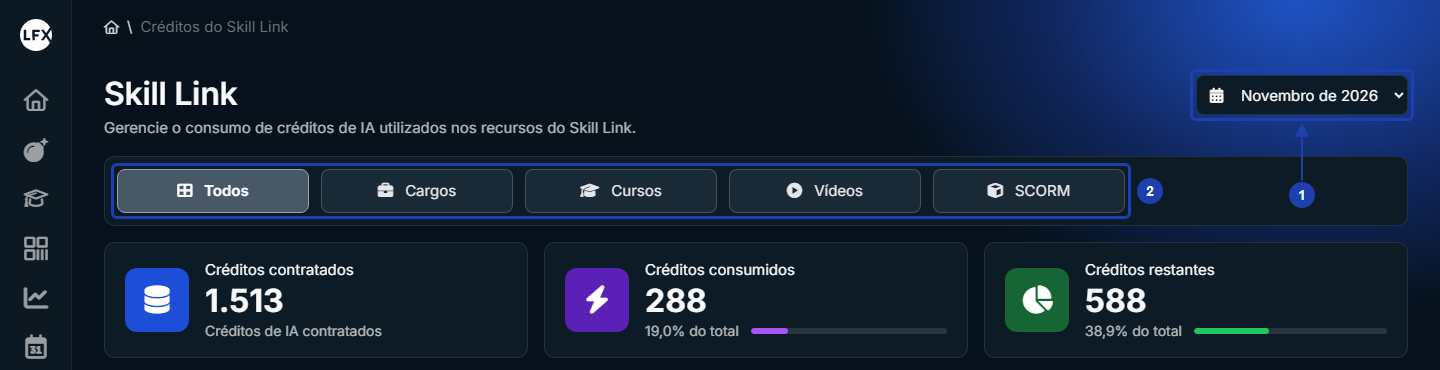 LFX
\ Créditos do Skill Link
Skill Link
Novembro de 2026
Gerencie o consumo de créditos de IA utilizados nos recursos do Skill Link.
Todos
Cargos
Cursos
Vídeos
SCORM
2
1
Créditos contratados
1.513
Créditos de IA contratados
Créditos consumidos
288
19,0% do total
Créditos restantes
588
38,9% do total
31